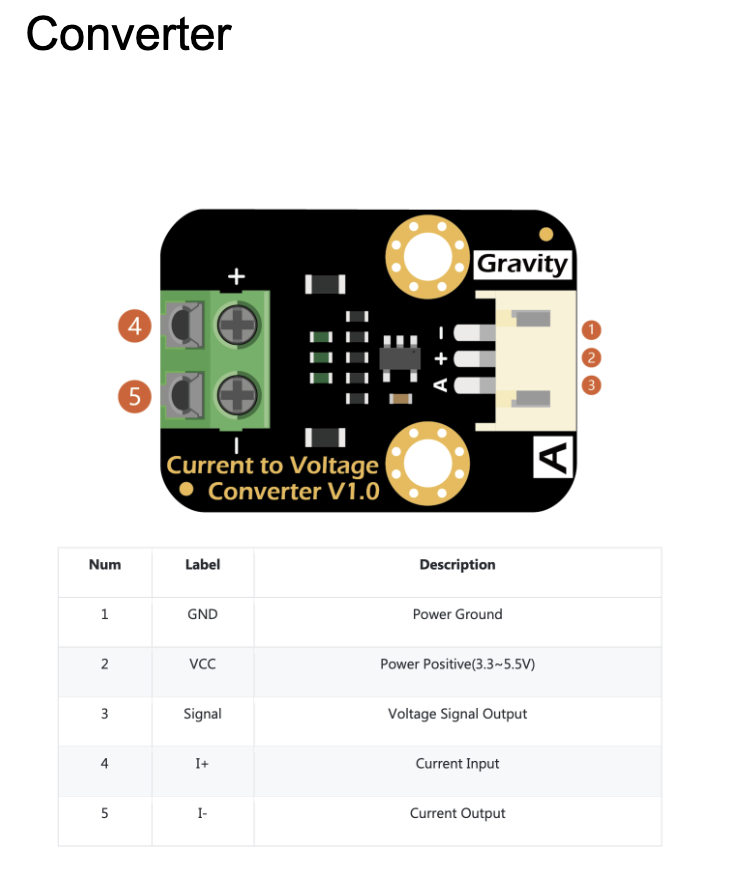 Converter
Gravity
+
4
1
−
2
+
3
A
5
−
A
Current to Voltage
Converter V1.0
Num Label Description
1 GND Power Ground
2 VCC Power Positive(3.3~5.5V)
3 Signal Voltage Signal Output
4 I+ Current Input
5 I- Current Output